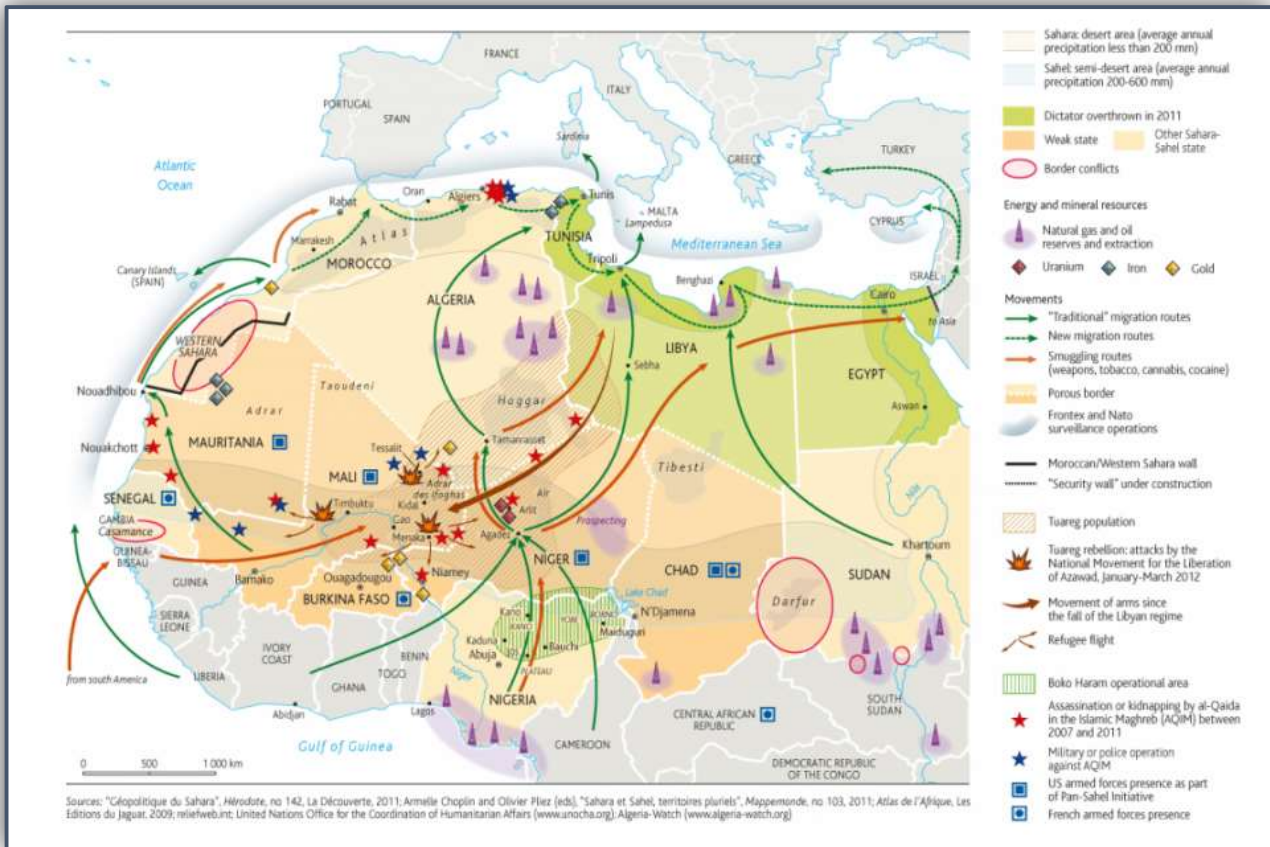 FRANCE
ITALY
PORTUGAL
SPAIN
Sardinia
GREECE
TURKEY
Atlantic
Ocean
Oran
Algiers
Tunis
Rabat
MALTA
Lampedusa
CYPRUS
Marrakesh
Atlas
TUNISIA
Mediterranean Sea
Canary Islands
(SPAIN)
MOROCCO
Tripoli
ISRAEL
Benghazi
Cairo
ALGERIA
to Asia
WESTERN
SAHARA
LIBYA
Sebha
EGYPT
Nouadhibou
Taoudeni
Hoggar
Adrar
Aswan
Tamanrasset
Nouakchott
MAURITANIA
Tessalit
Tibesti
MALI
Adrar
des Ifoghas
Nile
SENEGAL
Timbuktu
Kidal
Aïr
Arlit
GAMBIA
Casamance
Gao
Prospecting
Menaka
Agadez
Khartoum
GUINEA-
BISSAU
Niamey
NIGER
CHAD
SUDAN
Bamako
Ouagadougou
GUINEA
BURKINA FASO
Lake Chad
N'Djamena
Darfur
Kano
KANO
YOBE
BORNO
Maiduguri
SIERRA
LEONE
IVORY
COAST
BENIN
Kaduna
Bauchi
TOGO
Abuja
JOS
PLATEAU
from south America
LIBERIA
GHANA
Niger
NIGERIA
SOUTH
SUDAN
Abidjan
Lagos
CENTRAL AFRICAN
REPUBLIC
Gulf of Guinea
CAMEROON
DEMOCRATIC REPUBLIC
OF THE CONGO
0 500 1 000 km
Sahara: desert area (average annual
precipitation less than 200 mm)
Sahel: semi-desert area (average annual
precipitation 200-600 mm)
Dictator overthrown in 2011
Weak state
Other Sahara-
Sahel state
Border conflicts
Energy and mineral resources
Natural gas and oil
reserves and extraction
Uranium
Iron
Gold
Movements
"Traditional" migration routes
New migration routes
Smuggling routes
(weapons, tobacco, cannabis, cocaine)
Porous border
Frontex and Nato
surveillance operations
Moroccan/Western Sahara wall
"Security wall" under construction
Tuareg population
Tuareg rebellion: attacks by the
National Movement for the Liberation
of Azawad, January-March 2012
Movement of arms since
the fall of the Libyan regime
Refugee flight
Boko Haram operational area
Assassination or kidnapping by al-Qaida
in the Islamic Maghreb (AQIM) between
2007 and 2011
Military or police operation
against AQIM
US armed forces presence as part
of Pan-Sahel Initiative
French armed forces presence
Sources: "Géopolitique du Sahara", Hérodote, no 142, La Découverte, 2011; Armelle Choplin and Olivier Pliez (eds), "Sahara et Sahel, territoires pluriels", Mappemonde, no 103, 2011; Atlas de l'Afrique, Les
Editions du Jaguar, 2009; reliefweb.int; United Nations Office for the Coordination of Humanitarian Affairs (www.unocha.org); Algeria-Watch (www.algeria-watch.org)